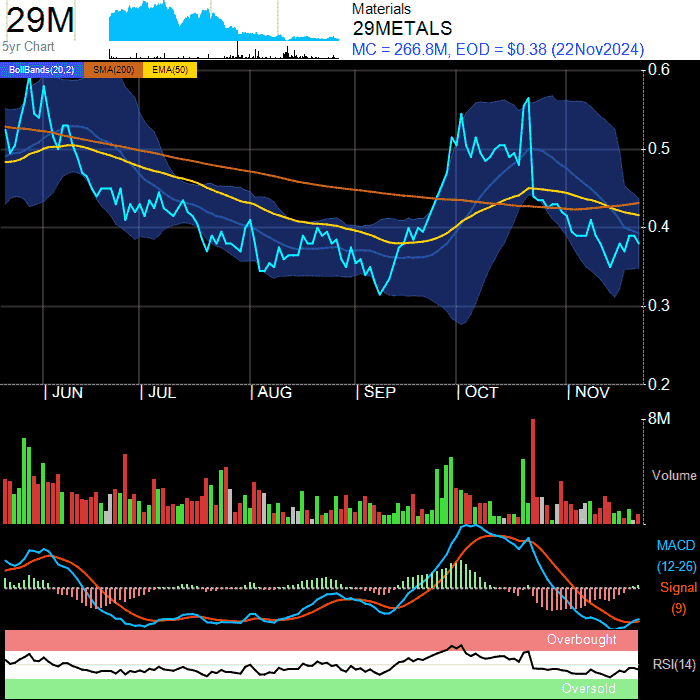 29M
5yr Chart
Materials
29METALS
MC = 266.8M, EOD = $0.38 (22Nov2024)
BollBands(20,2) SMA(200) EMA(50)
0.6
0.5
0.4
0.3
0.2
JUN JUL AUG SEP OCT NOV
8M
Volume
MACD
(12-26)
Signal
(9)
Overbought
RSI(14)
Oversold